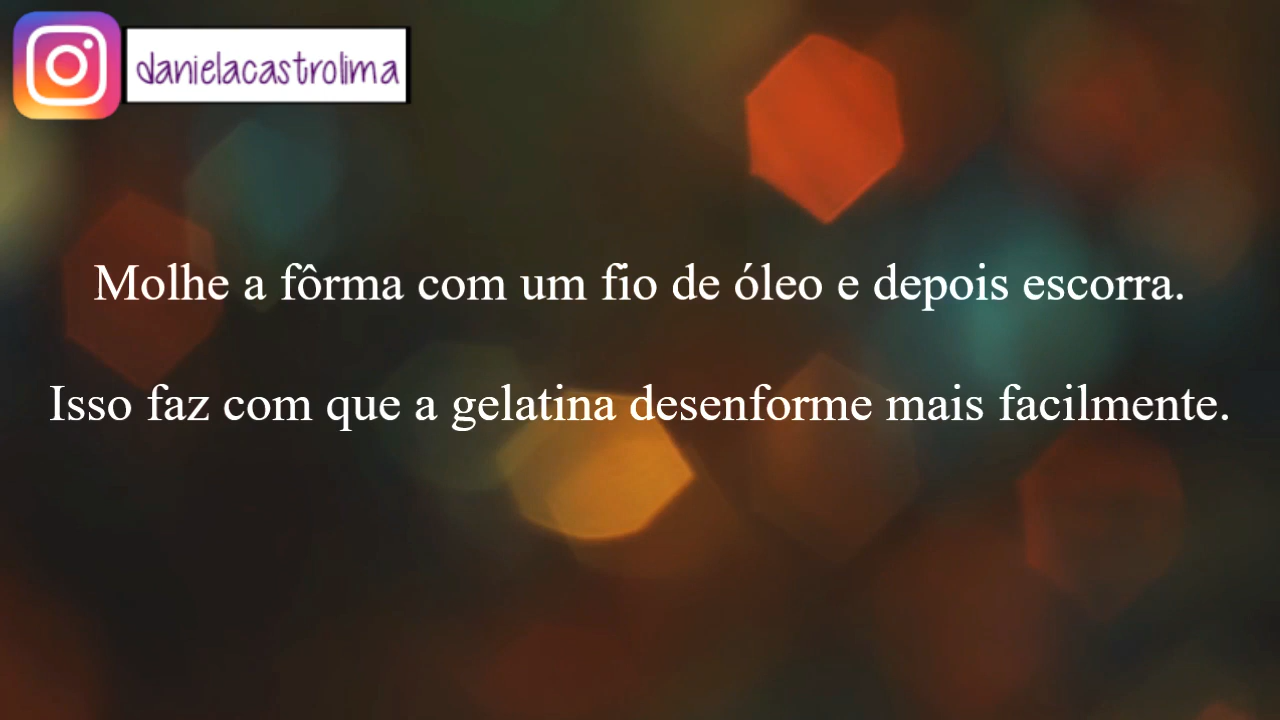 danielacastrolima
Molhe a fôrma com um fio de óleo e depois escorra.
Isso faz com que a gelatina desenforme mais facilmente.